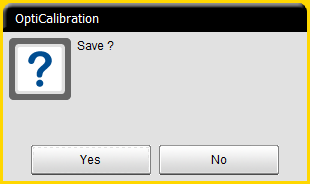 OptiCalibration
Save ?
Yes No